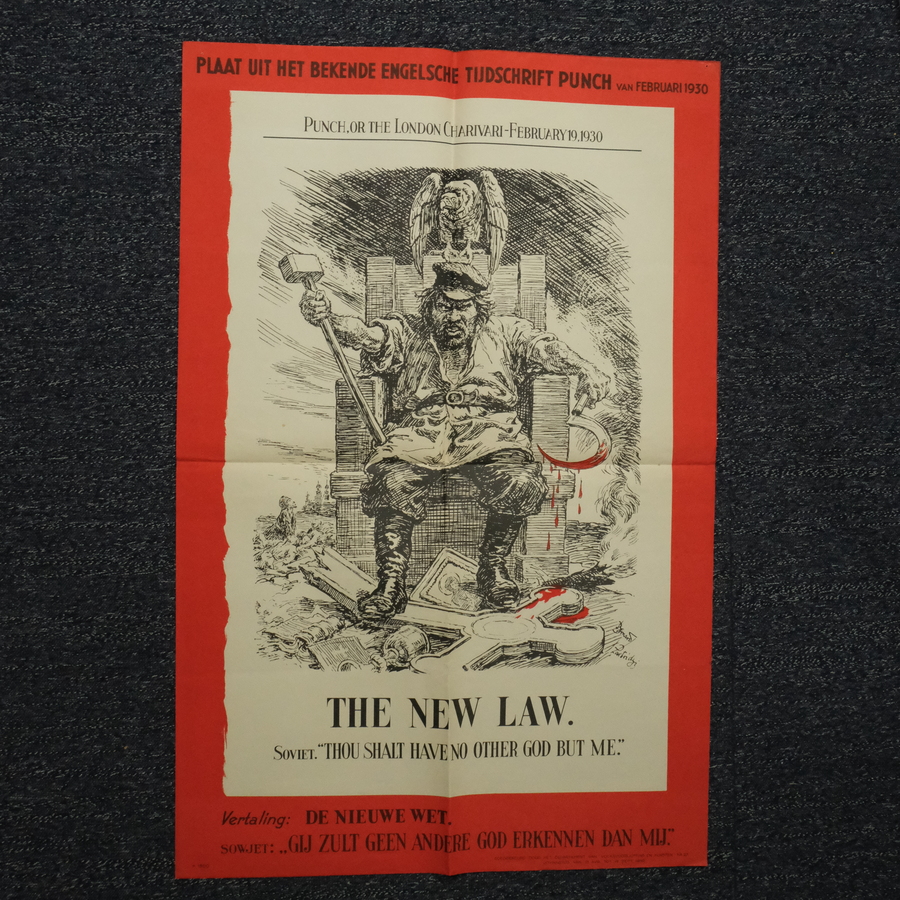 PLAAT UIT HET BEKENDE ENGELSCHE TIJDSCHRIFT PUNCH VAN FEBRUARI 1930
PUNCH, OR THE LONDON CHARIVARI-FEBRUARY 19, 1930
THE NEW LAW.
SOVIET. "THOU SHALT HAVE NO OTHER GOD BUT ME."
Vertaling: DE NIEUWE WET.
SOWJET: „GIJ ZULT GEEN ANDERE GOD ERKENNEN DAN MIJ."